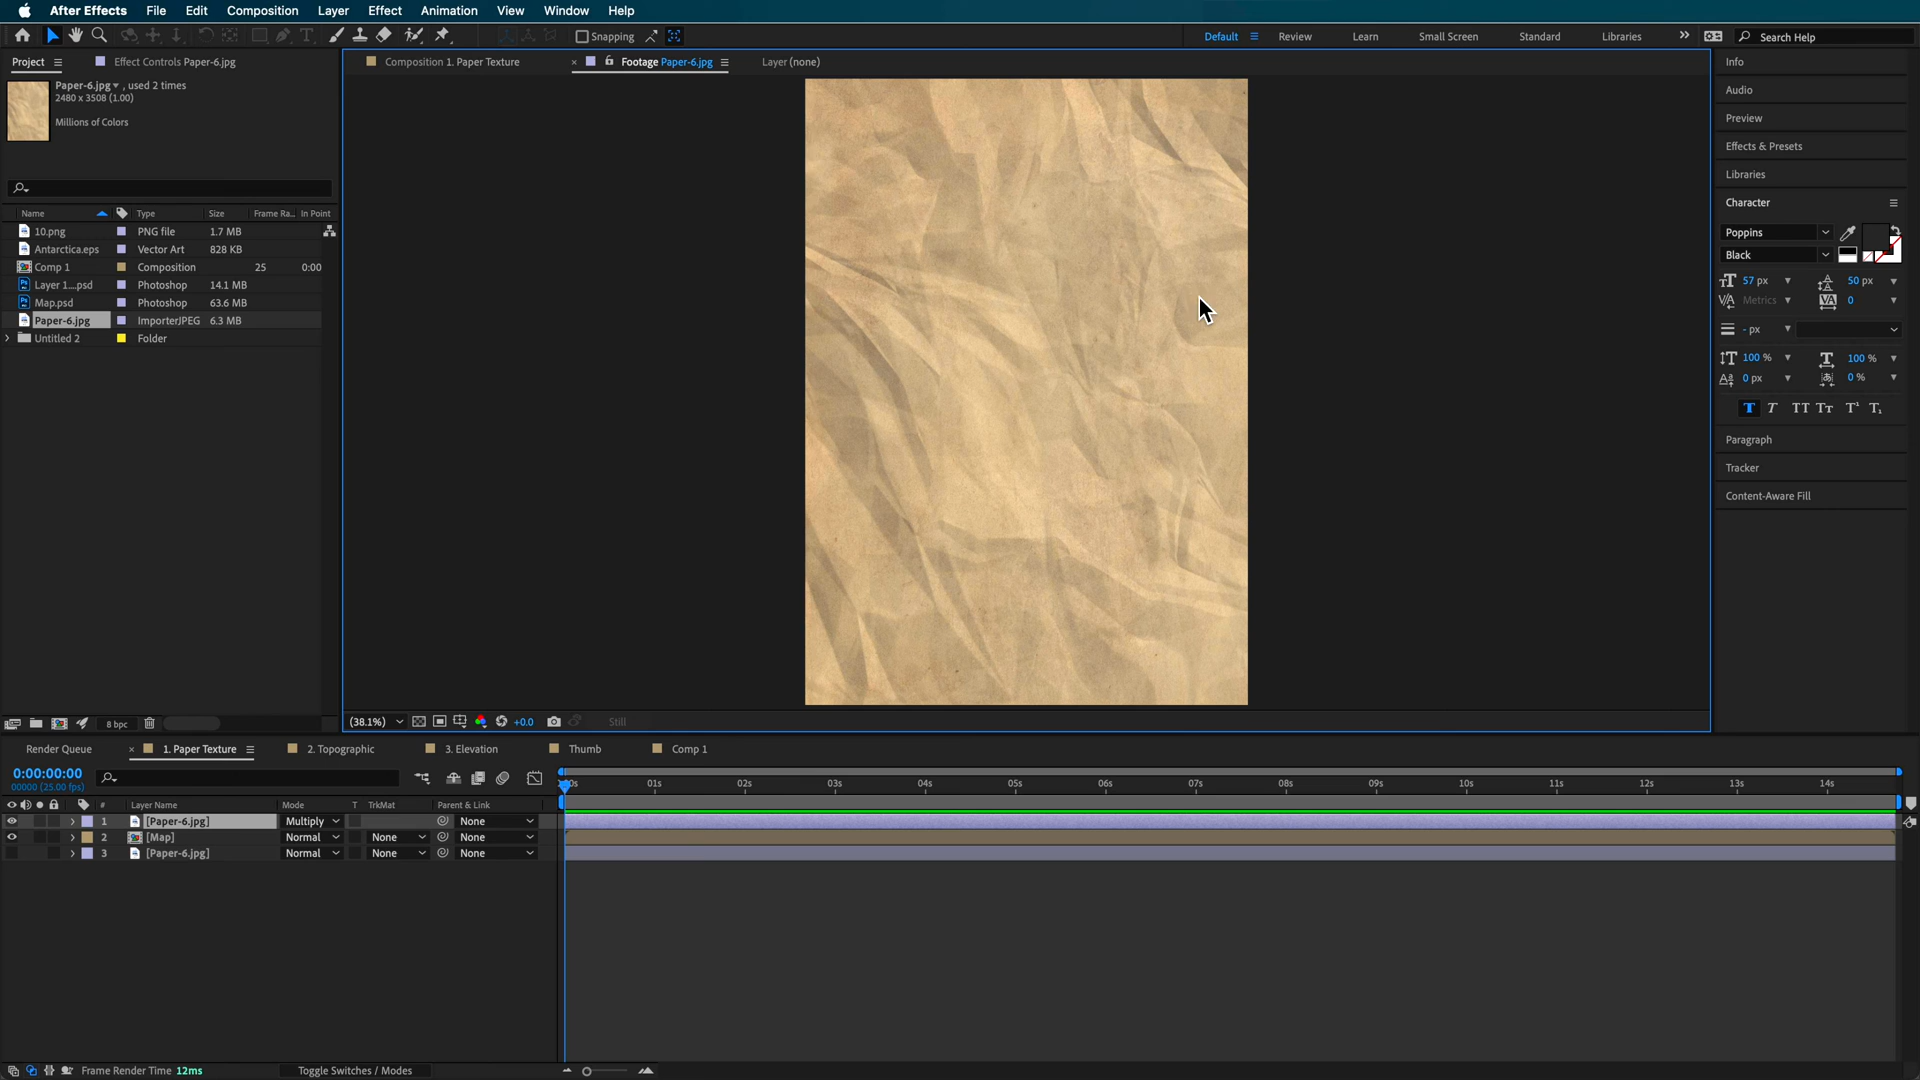 After Effects File Edit Composition Layer Effect Animation View Window Help
Snapping Default Review Learn Small Screen Standard Libraries Search Help
Project Effect Controls Paper-6.jpg Composition 1. Paper Texture × Footage Paper-6.jpg Layer (none) Info
Paper-6.jpg , used 2 times
2480 x 3508 (1.00)
Millions of Colors
Audio
Preview
Effects & Presets
Libraries
Character
Name Type Size Frame Ra... In Point
10.png PNG file 1.7 MB
Antarctica.eps Vector Art 828 KB
Comp 1 Composition 25 0:00
Layer 1....psd Photoshop 14.1 MB
Map.psd Photoshop 63.6 MB
Paper-6.jpg ImporterJPEG 6.3 MB
Untitled 2 Folder
Poppins
Black
57 px 50 px
Metrics 0
- px
100 % 100 %
0 px 0 %
T T TT Tт T¹ T₁
Paragraph
Tracker
Content-Aware Fill
8 bpc (38.1%) +0.0 Still
Render Queue × 1. Paper Texture 2. Topographic 3. Elevation Thumb Comp 1
0:00:00:00
00000 (25.00 fps)
01s 02s 03s 04s 05s 06s 07s 08s 09s 10s 11s 12s 13s 14s
# Layer Name Mode T TrkMat Parent & Link
1 [Paper-6.jpg] Multiply None
2 [Map] Normal None None
3 [Paper-6.jpg] Normal None None
Frame Render Time 12ms Toggle Switches / Modes